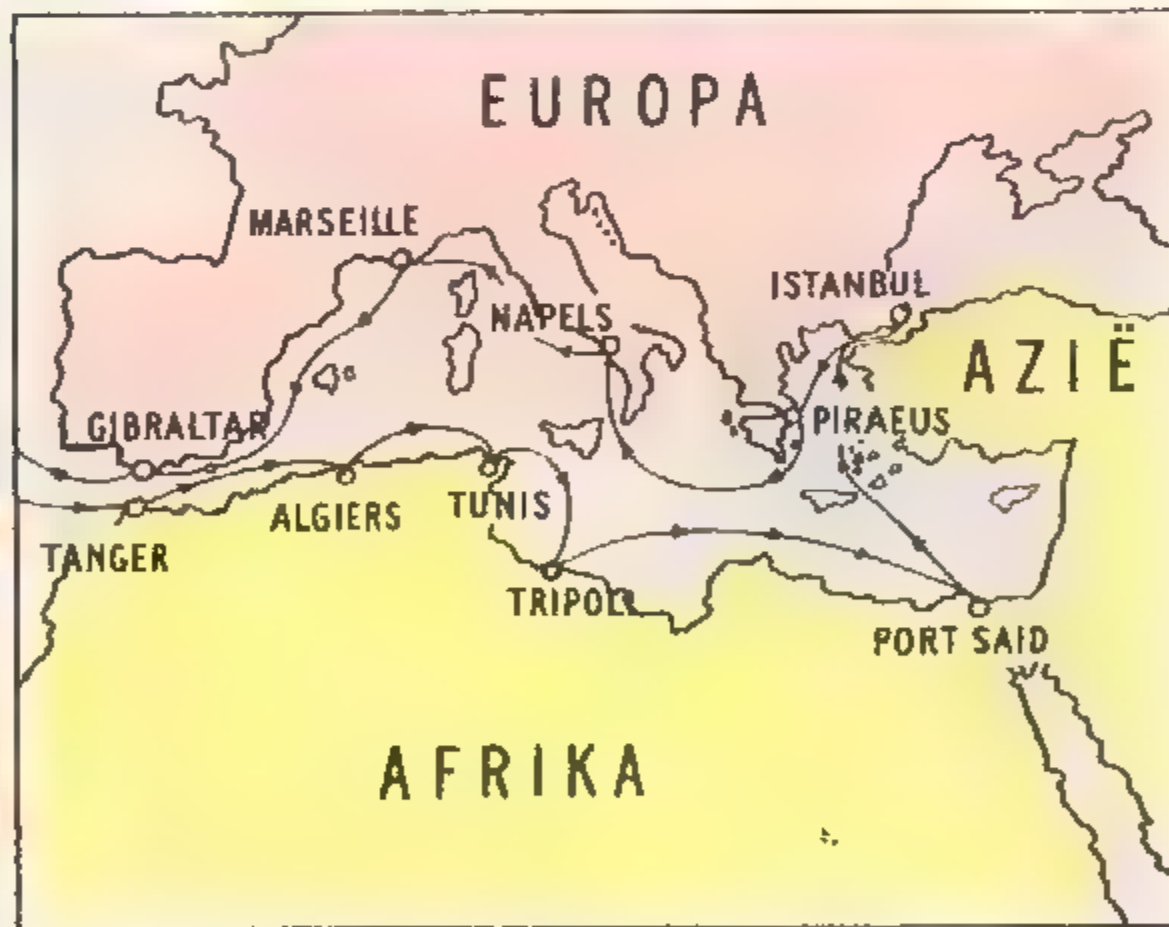 EUROPA
MARSEILLE
ISTANBUL
NAPELS
AZIË
GIBRALTAR
PIRAEUS
ALGIERS
TUNIS
TANGER
TRIPOLI
PORT SAID
AFRIKA